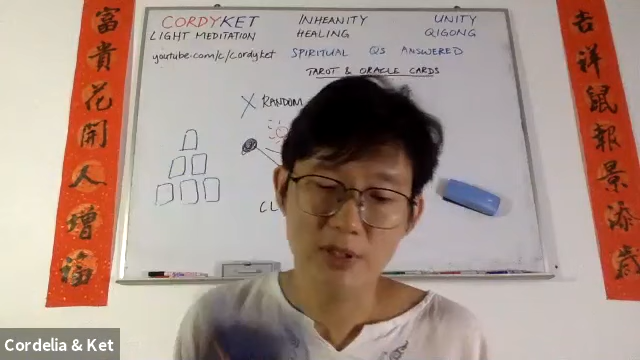 富貴花開人增福
CORDYKET INHEANITY UNITY
LIGHT MEDITATION HEALING QIGONG
youtube.com/c/cordyket SPIRITUAL QS ANSWERED
TAROT & ORACLE CARDS
X RANDOM
吉祥鼠報景添歲
Cordelia & Ket